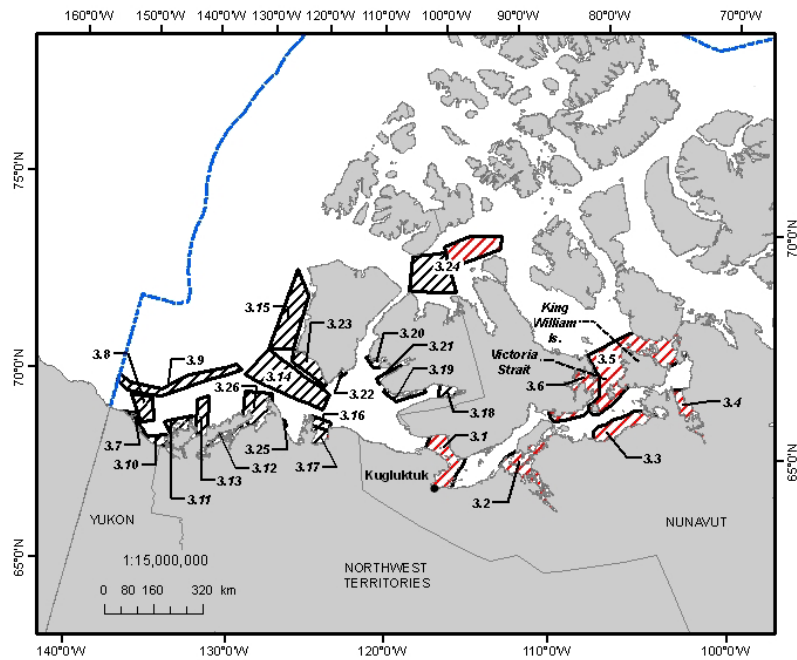 160°0'W 150°0'W 140°0'W 130°0'W 120°0'W 110°0'W 100°0'W 90°0'W 80°0'W 70°0'W
75°0'N
70°0'N
3.24
3.15
3.23
King
William
Is.
3.20
3.8
3.9
3.21
Victoria
Strait
3.5
70°0'N
3.26
3.14
3.19
3.6
3.22
3.16
3.18
3.4
3.7
3.1
3.10
3.25
3.17
3.3
3.12
3.13
3.11
Kugluktuk
3.2
65°0'N
YUKON
NUNAVUT
1:15,000,000
NORTHWEST
TERRITORIES
65°0'N
0 80 160 320 km
140°0'W 130°0'W 120°0'W 110°0'W 100°0'W